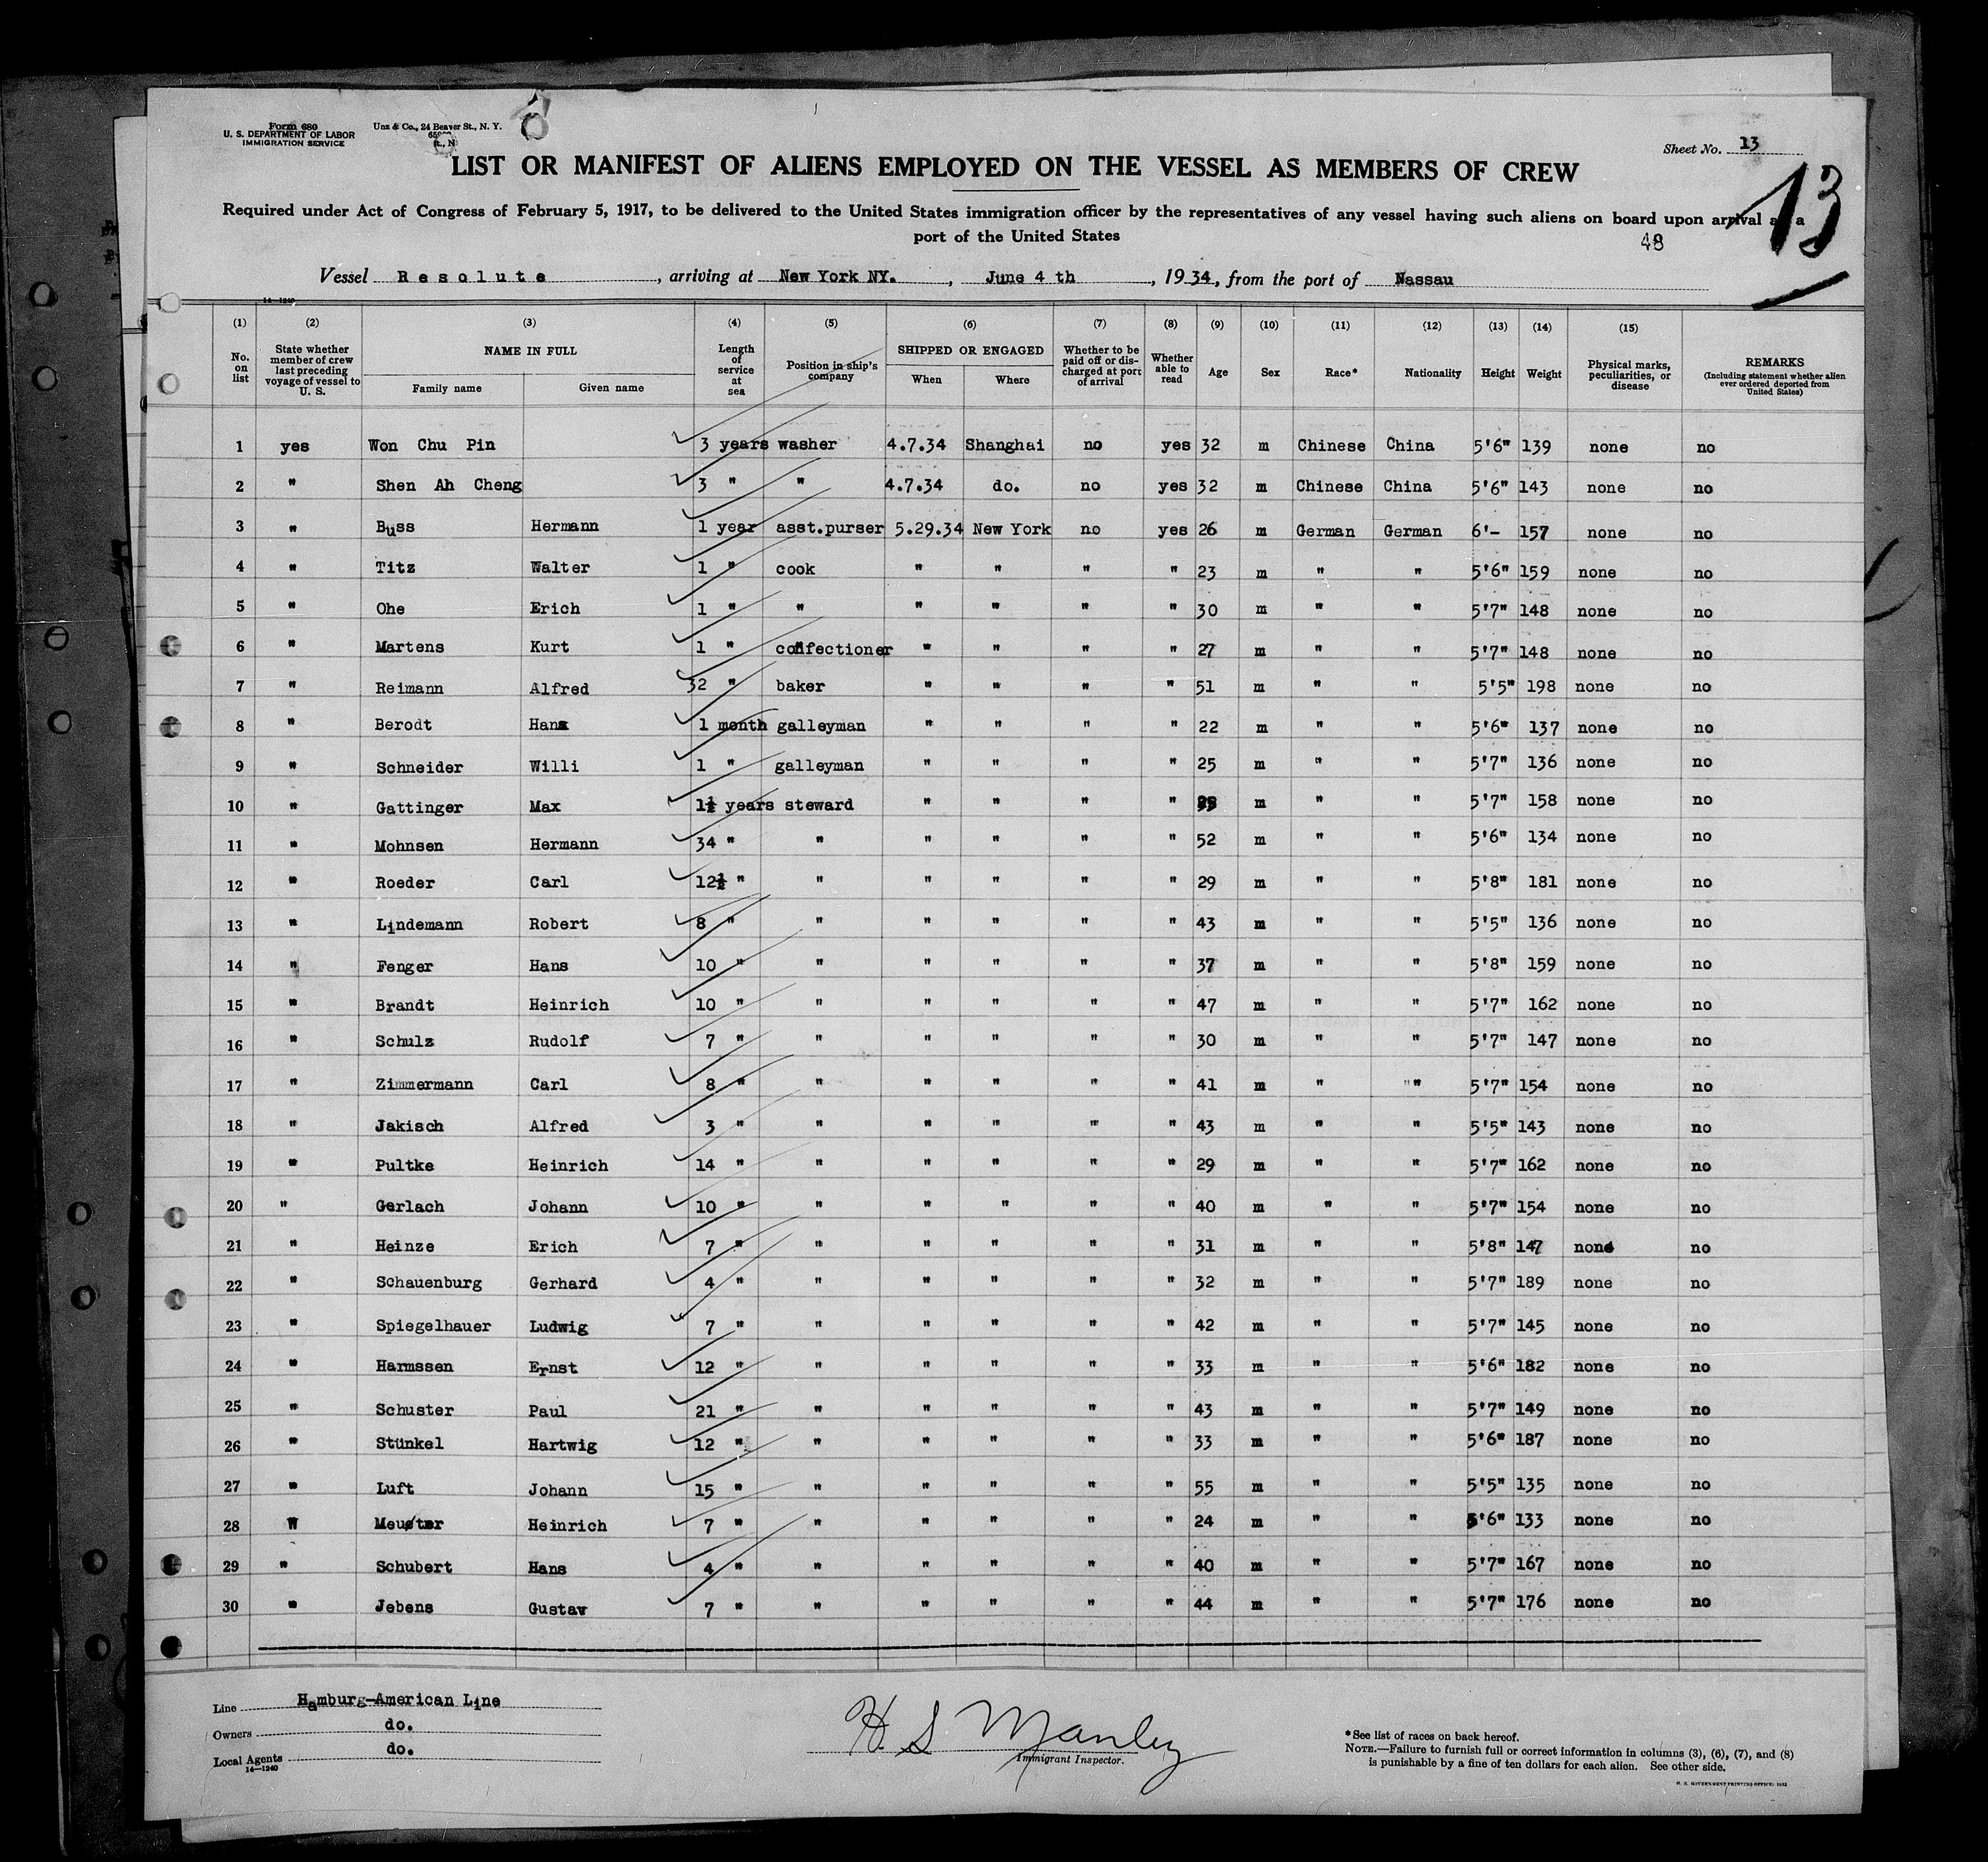 Form 680
U. S. DEPARTMENT OF LABOR
IMMIGRATION SERVICE
Unz & Co., 24 Beaver St., N. Y.
Sheet No. 13
13
LIST OR MANIFEST OF ALIENS EMPLOYED ON THE VESSEL AS MEMBERS OF CREW
Required under Act of Congress of February 5, 1917, to be delivered to the United States immigration officer by the representatives of any vessel having such aliens on board upon arrival at a
port of the United States
48
Vessel Resolute, arriving at New York NY., June 4 th, 1934, from the port of Nassau
14—1240
(1) (2) (3) (4) (5) (6) (7) (8) (9) (10) (11) (12) (13) (14) (15)
No. on list | State whether member of crew last preceding voyage of vessel to U. S. | NAME IN FULL | Family name | Given name | Length of service at sea | Position in ship's company | SHIPPED OR ENGAGED | When | Where | Whether to be paid off or discharged at port of arrival | Whether able to read | Age | Sex | Race* | Nationality | Height | Weight | Physical marks, peculiarities, or disease | REMARKS (Including statement whether alien ever ordered deported from United States)
1 yes Won Chu Pin 3 years washer 4.7.34 Shanghai no yes 32 m Chinese China 5'6" 139 none no
2 " Shen Ah Cheng 3 " " 4.7.34 do. no yes 32 m Chinese China 5'6" 143 none no
3 " Buss Hermann 1 year asst.purser 5.29.34 New York no yes 26 m German German 6'- 157 none no
4 " Titz Walter 1 " cook " " " " 23 m " " 5'6" 159 none no
5 " Ohe Erich 1 " " " " " " 30 m " " 5'7" 148 none no
6 " Martens Kurt 1 " confectioner " " " " 27 m " " 5'7" 148 none no
7 " Reimann Alfred 32 " baker " " " " 51 m " " 5'5" 198 none no
8 " Berodt Hans 1 month galleyman " " " " 22 m " " 5'6" 137 none no
9 " Schneider Willi 1 " galleyman " " " " 25 m " " 5'7" 136 none no
10 " Gattinger Max 1½ years steward " " " " m " " 5'7" 158 none no
11 " Mohnsen Hermann 34 " " " " " " 52 m " " 5'6" 134 none no
12 " Roeder Carl 12½ " " " " " " 29 m " " 5'8" 181 none no
13 " Lindemann Robert 8 " " " " " " 43 m " " 5'5" 136 none no
14 " Fenger Hans 10 " " " " " " 37 m " " 5'8" 159 none no
15 " Brandt Heinrich 10 " " " " " " 47 m " " 5'7" 162 none no
16 " Schulz Rudolf 7 " " " " " " 30 m " " 5'7" 147 none no
17 " Zimmermann Carl 8 " " " " " " 41 m " " 5'7" 154 none no
18 " Jakisch Alfred 3 " " " " " " 43 m " " 5'5" 143 none no
19 " Pultke Heinrich 14 " " " " " " 29 m " " 5'7" 162 none no
20 " Gerlach Johann 10 " " " " " " 40 m " " 5'7" 154 none no
21 " Heinze Erich 7 " " " " " " 31 m " " 5'8" 147 none no
22 " Schauenburg Gerhard 4 " " " " " " 32 m " " 5'7" 189 none no
23 " Spiegelhauer Ludwig 7 " " " " " " 42 m " " 5'7" 145 none no
24 " Harmssen Ernst 12 " " " " " " 33 m " " 5'6" 182 none no
25 " Schuster Paul 21 " " " " " " 43 m " " 5'7" 149 none no
26 " Stünkel Hartwig 12 " " " " " " 33 m " " 5'6" 187 none no
27 " Luft Johann 15 " " " " " " 55 m " " 5'5" 135 none no
28 " Heinrich 7 " " " " " " 24 m " " 5'6" 133 none no
29 " Schubert Hans 4 " " " " " " 40 m " " 5'7" 167 none no
30 " Jebens Gustav 7 " " " " " " 44 m " " 5'7" 176 none no
Line Hamburg-American Line
Owners do.
Local Agents do.
14—1240
H. S Manley
Immigrant Inspector.
*See list of races on back hereof.
NOTE.—Failure to furnish full or correct information in columns (3), (6), (7), and (8)
is punishable by a fine of ten dollars for each alien. See other side.